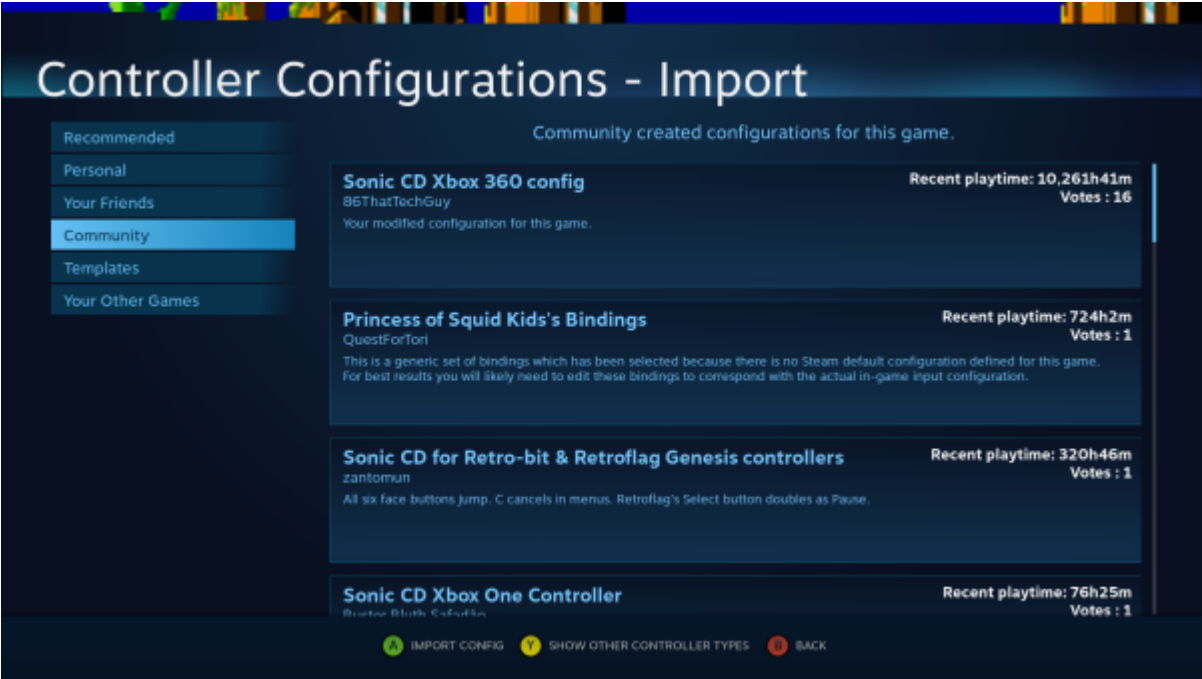 Controller Configurations - Import
Recommended
Personal
Your Friends
Community
Templates
Your Other Games
Community created configurations for this game.
Sonic CD Xbox 360 config
Recent playtime: 10,261h41m
86ThatTechGuy
Votes : 16
Your modified configuration for this game.
Princess of Squid Kids's Bindings
Recent playtime: 724h2m
QuestForTori
Votes : 1
This is a generic set of bindings which has been selected because there is no Steam default configuration defined for this game.
For best results you will likely need to edit these bindings to correspond with the actual in-game input configuration.
Sonic CD for Retro-bit & Retroflag Genesis controllers
Recent playtime: 320h46m
zantomun
Votes : 1
All six face buttons jump. C cancels in menus. Retroflag's Select button doubles as Pause.
Sonic CD Xbox One Controller
Recent playtime: 76h25m
Buster Bluth Safadão
Votes : 1
A IMPORT CONFIG Y SHOW OTHER CONTROLLER TYPES B BACK